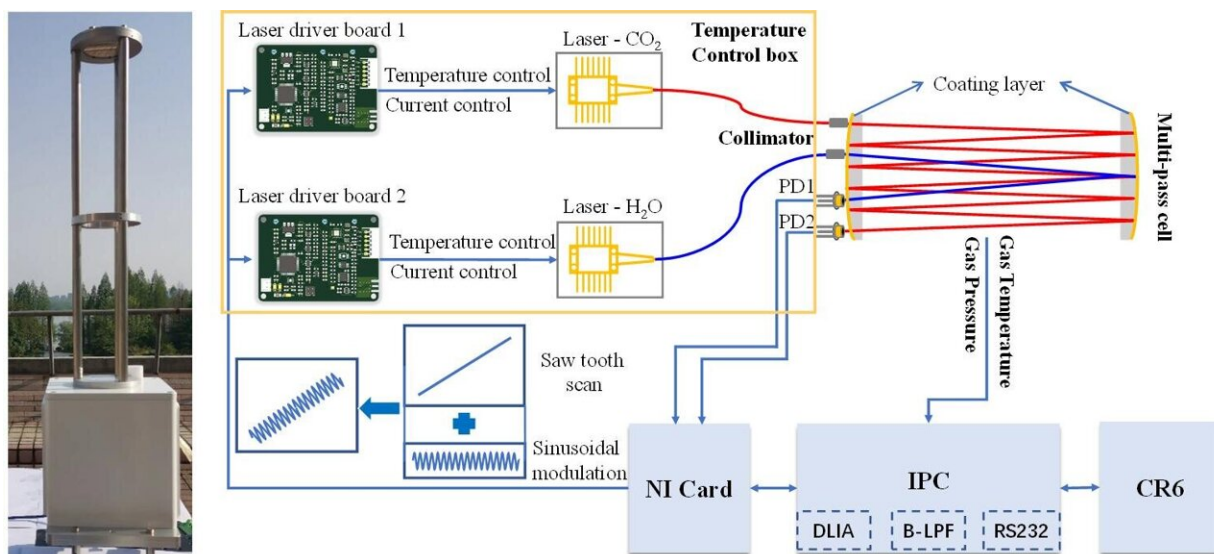 Laser driver board 1
Laser - CO₂
Temperature
Control box
Temperature control
Current control
Coating layer
Collimator
Multi-pass cell
Laser driver board 2
Laser - H₂O
PD1
PD2
Temperature control
Current control
Gas Temperature
Gas Pressure
Saw tooth
scan
Sinusoidal
modulation
NI Card
IPC
CR6
DLIA
B-LPF
RS232